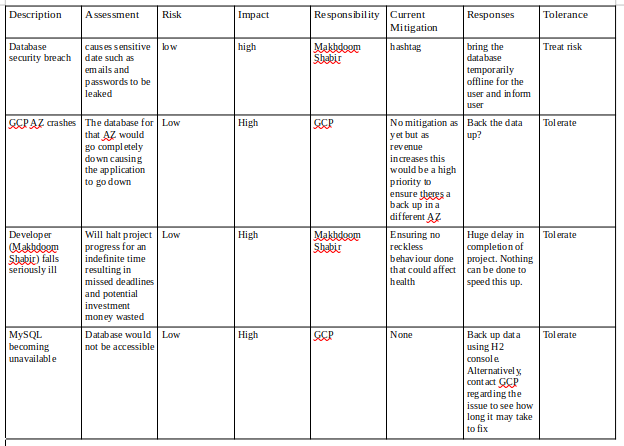 Description Assessment Risk Impact Responsibility Current Mitigation Responses Tolerance
Database
security breach
causes sensitive
date such as
emails and
passwords to be
leaked
low
high
Makhdoom
Shabir
hashtag
bring the
database
temporarily
offline for the
user and inform
user
Treat risk
GCP AZ crashes
The database for
that AZ would
go completely
down causing
the application
to go down
Low
High
GCP
No mitigation as
yet but as
revenue
increases this
would be a high
priority to
ensure theres a
back up in a
different AZ
Back the data
up?
Tolerate
Developer
(Makhdoom
Shabir) falls
seriously ill
Will halt project
progress for an
indefinite time
resulting in
missed deadlines
and potential
investment
money wasted
Low
High
Makhdoom
Shabir
Ensuring no
reckless
behaviour done
that could affect
health
Huge delay in
completion of
project. Nothing
can be done to
speed this up.
Tolerate
MySQL
becoming
unavailable
Database would
not be accessible
Low
High
GCP
None
Back up data
using H2
console.
Alternatively,
contact GCP
regarding the
issue to see how
long it may take
to fix
Tolerate